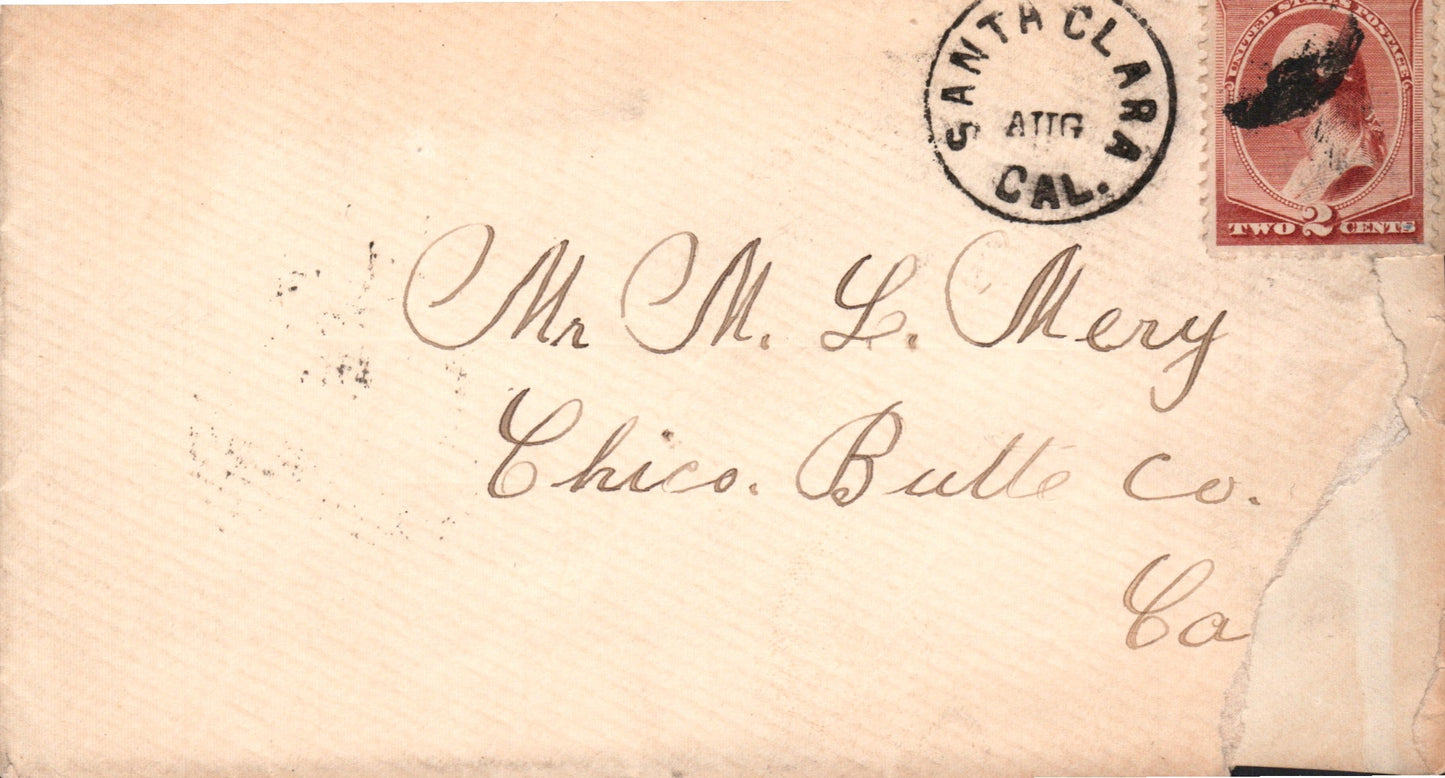 SANTA CLARA
AUG
CAL.
UNITED STATES POSTAGE
TWO 2 CENTS
Mr M. L. Mery
Chico. Butte Co.
Ca